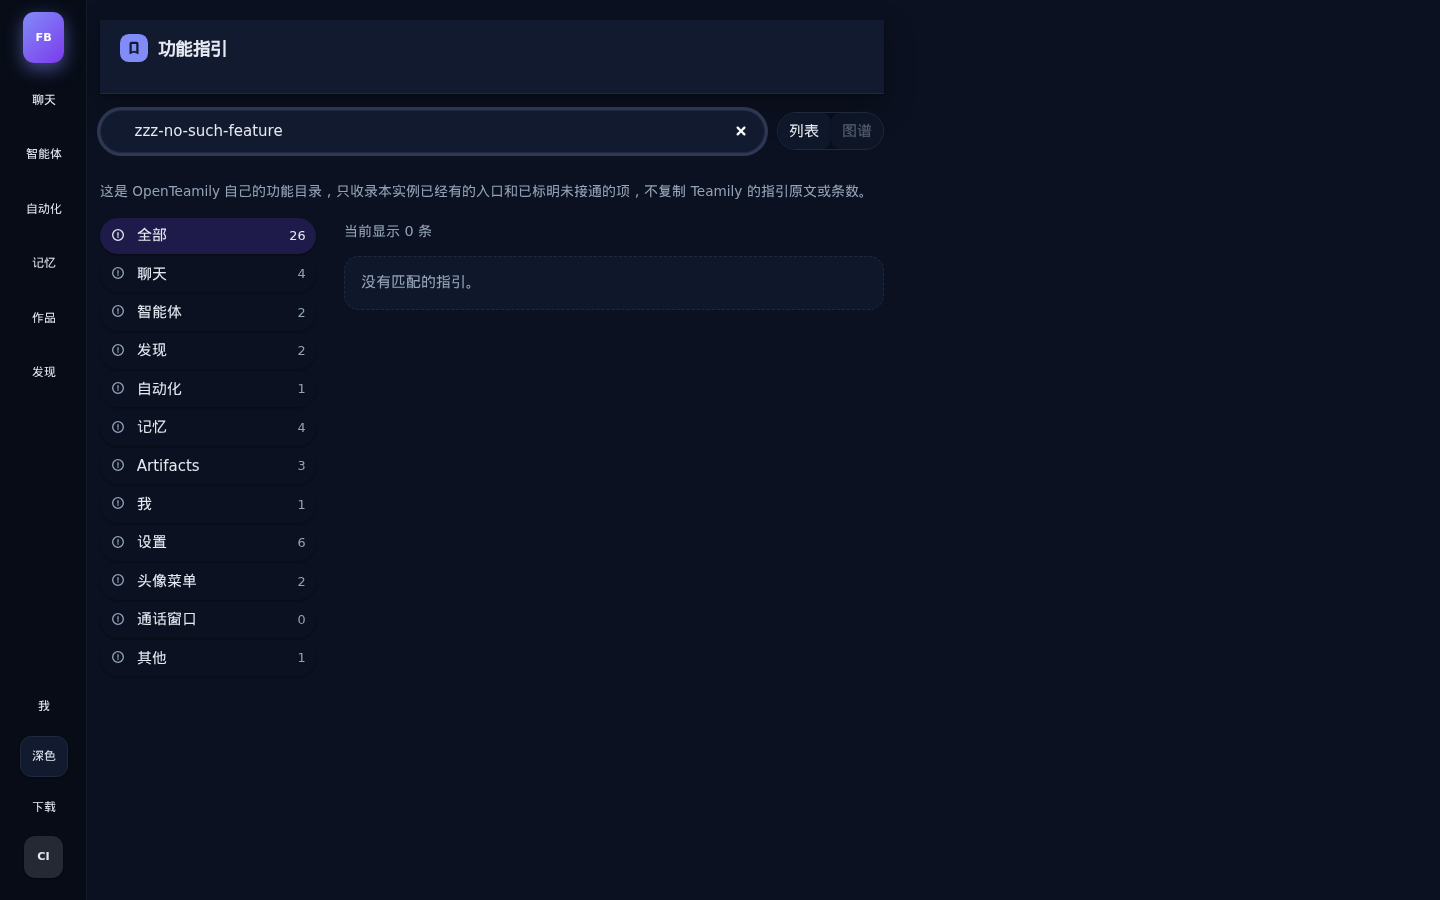 FB
聊天
智能体
自动化
记忆
作品
发现
我
深色
下载
CI
功能指引
zzz-no-such-feature
列表 图谱
这是 OpenTeamily 自己的功能目录，只收录本实例已经有的入口和已标明未接通的项，不复制 Teamily 的指引原文或条数。
全部 26
聊天 4
智能体 2
发现 2
自动化 1
记忆 4
Artifacts 3
我 1
设置 6
头像菜单 2
通话窗口 0
其他 1
当前显示 0 条
没有匹配的指引。